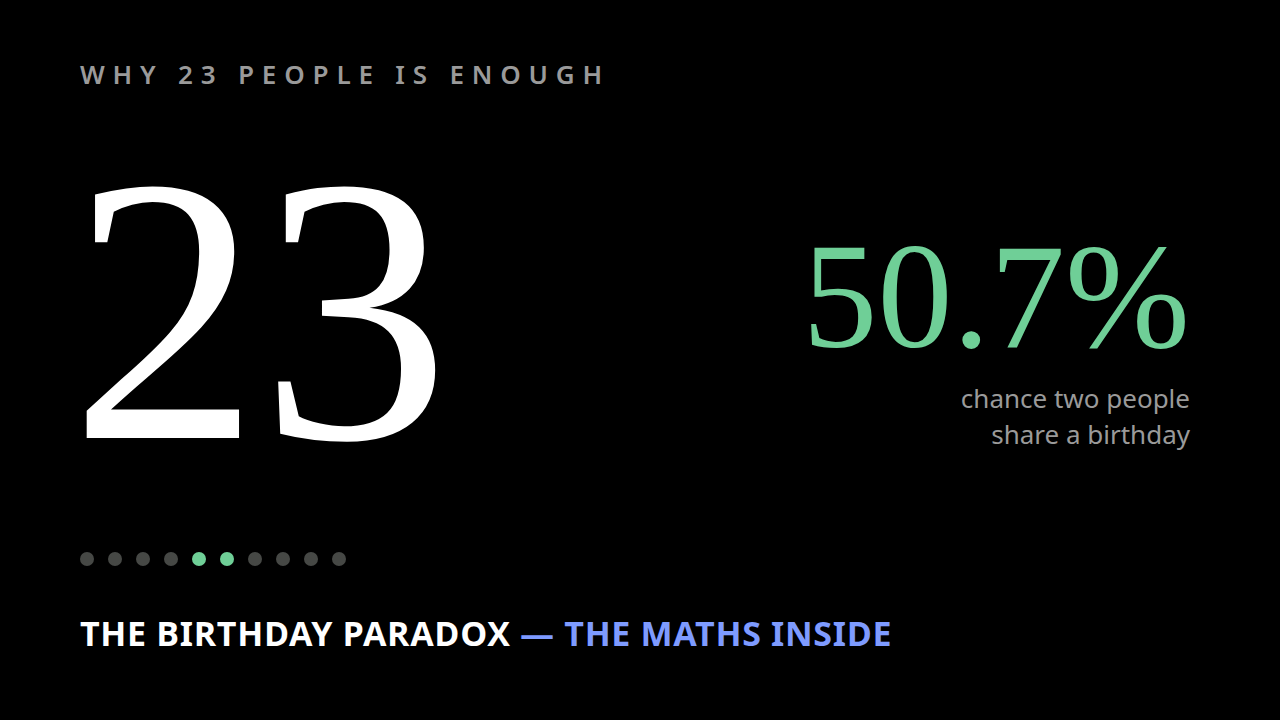 WHY 23 PEOPLE IS ENOUGH
23
50.7%
chance two people
share a birthday
THE BIRTHDAY PARADOX — THE MATHS INSIDE